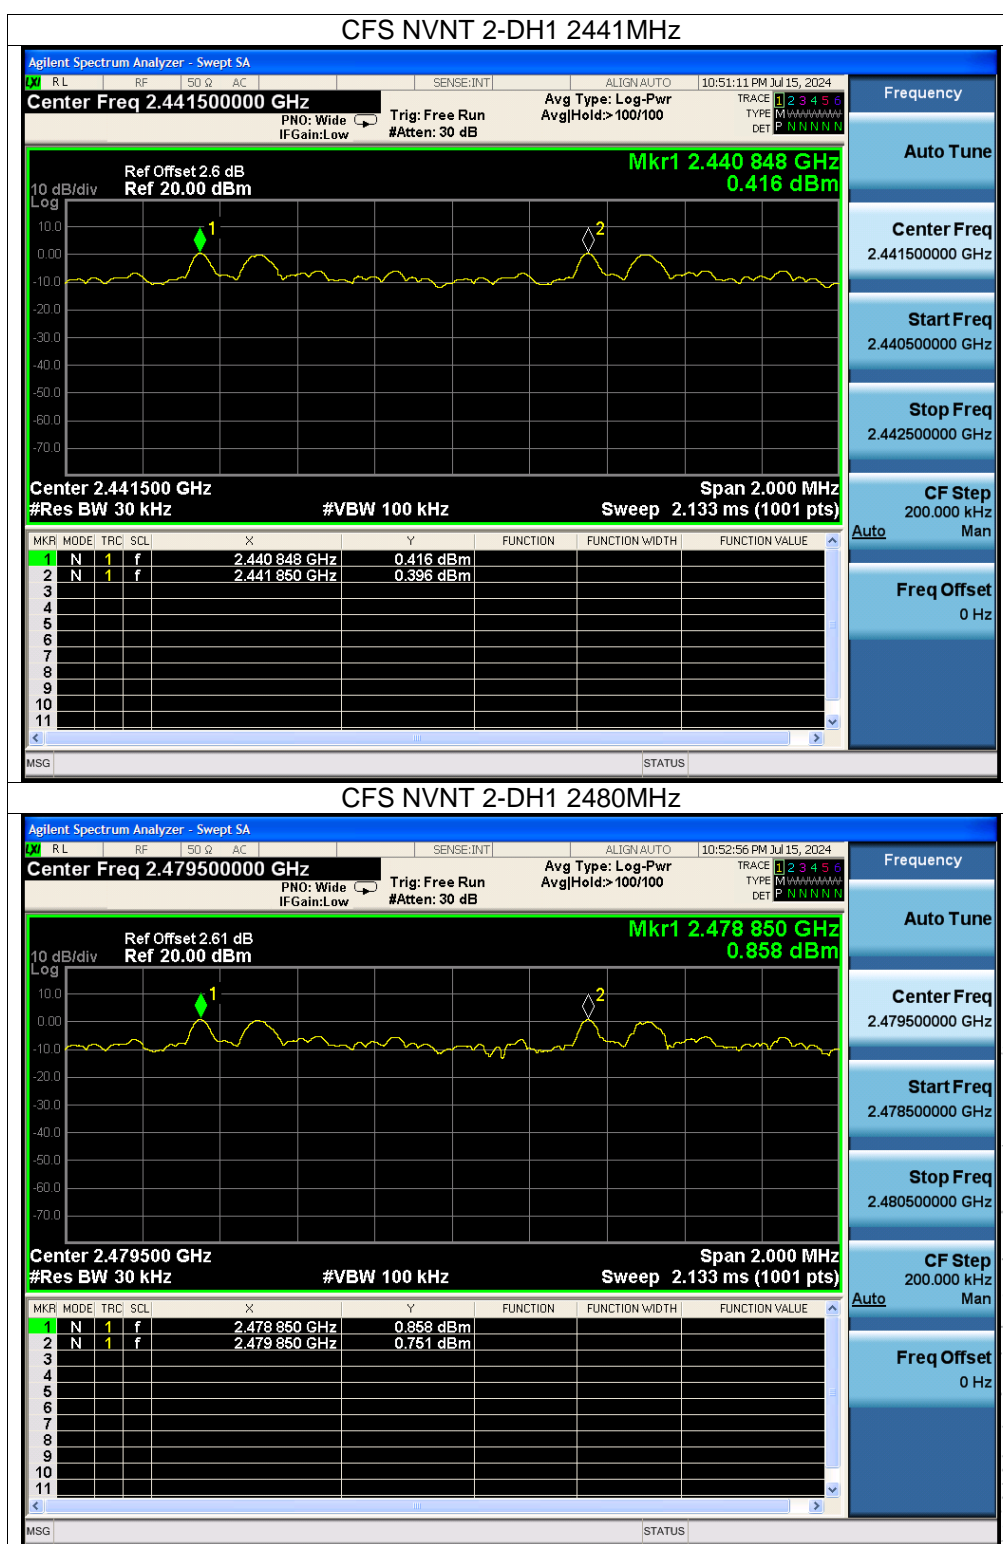 CFS NVNT 2-DH1 2441MHz
Agilent Spectrum Analyzer - Swept SA
LXI RL RF 50 Ω AC SENSE:INT ALIGN AUTO 10:51:11 PM Jul 15, 2024
Center Freq 2.441500000 GHz
PNO: Wide
IFGain:Low
Trig: Free Run
#Atten: 30 dB
Avg Type: Log-Pwr
Avg|Hold:>100/100
TRACE 1 2 3 4 5 6
TYPE M W W W W W
DET P N N N N N
Frequency
Auto Tune
Center Freq
2.441500000 GHz
Start Freq
2.440500000 GHz
Stop Freq
2.442500000 GHz
CF Step
200.000 kHz
Auto Man
Freq Offset
0 Hz
Mkr1 2.440 848 GHz
0.416 dBm
Ref Offset 2.6 dB
10 dB/div Ref 20.00 dBm
Log
10.0
0.00
-10.0
-20.0
-30.0
-40.0
-50.0
-60.0
-70.0
1
2
Center 2.441500 GHz Span 2.000 MHz
#Res BW 30 kHz #VBW 100 kHz Sweep 2.133 ms (1001 pts)
MKR MODE TRC SCL X Y FUNCTION FUNCTION WIDTH FUNCTION VALUE
1 N 1 f 2.440 848 GHz 0.416 dBm
2 N 1 f 2.441 850 GHz 0.396 dBm
3
4
5
6
7
8
9
10
11
MSG STATUS
CFS NVNT 2-DH1 2480MHz
Agilent Spectrum Analyzer - Swept SA
LXI RL RF 50 Ω AC SENSE:INT ALIGN AUTO 10:52:56 PM Jul 15, 2024
Center Freq 2.479500000 GHz
PNO: Wide
IFGain:Low
Trig: Free Run
#Atten: 30 dB
Avg Type: Log-Pwr
Avg|Hold:>100/100
TRACE 1 2 3 4 5 6
TYPE M W W W W W
DET P N N N N N
Frequency
Auto Tune
Center Freq
2.479500000 GHz
Start Freq
2.478500000 GHz
Stop Freq
2.480500000 GHz
CF Step
200.000 kHz
Auto Man
Freq Offset
0 Hz
Mkr1 2.478 850 GHz
0.858 dBm
Ref Offset 2.61 dB
10 dB/div Ref 20.00 dBm
Log
10.0
0.00
-10.0
-20.0
-30.0
-40.0
-50.0
-60.0
-70.0
1
2
Center 2.479500 GHz Span 2.000 MHz
#Res BW 30 kHz #VBW 100 kHz Sweep 2.133 ms (1001 pts)
MKR MODE TRC SCL X Y FUNCTION FUNCTION WIDTH FUNCTION VALUE
1 N 1 f 2.478 850 GHz 0.858 dBm
2 N 1 f 2.479 850 GHz 0.751 dBm
3
4
5
6
7
8
9
10
11
MSG STATUS